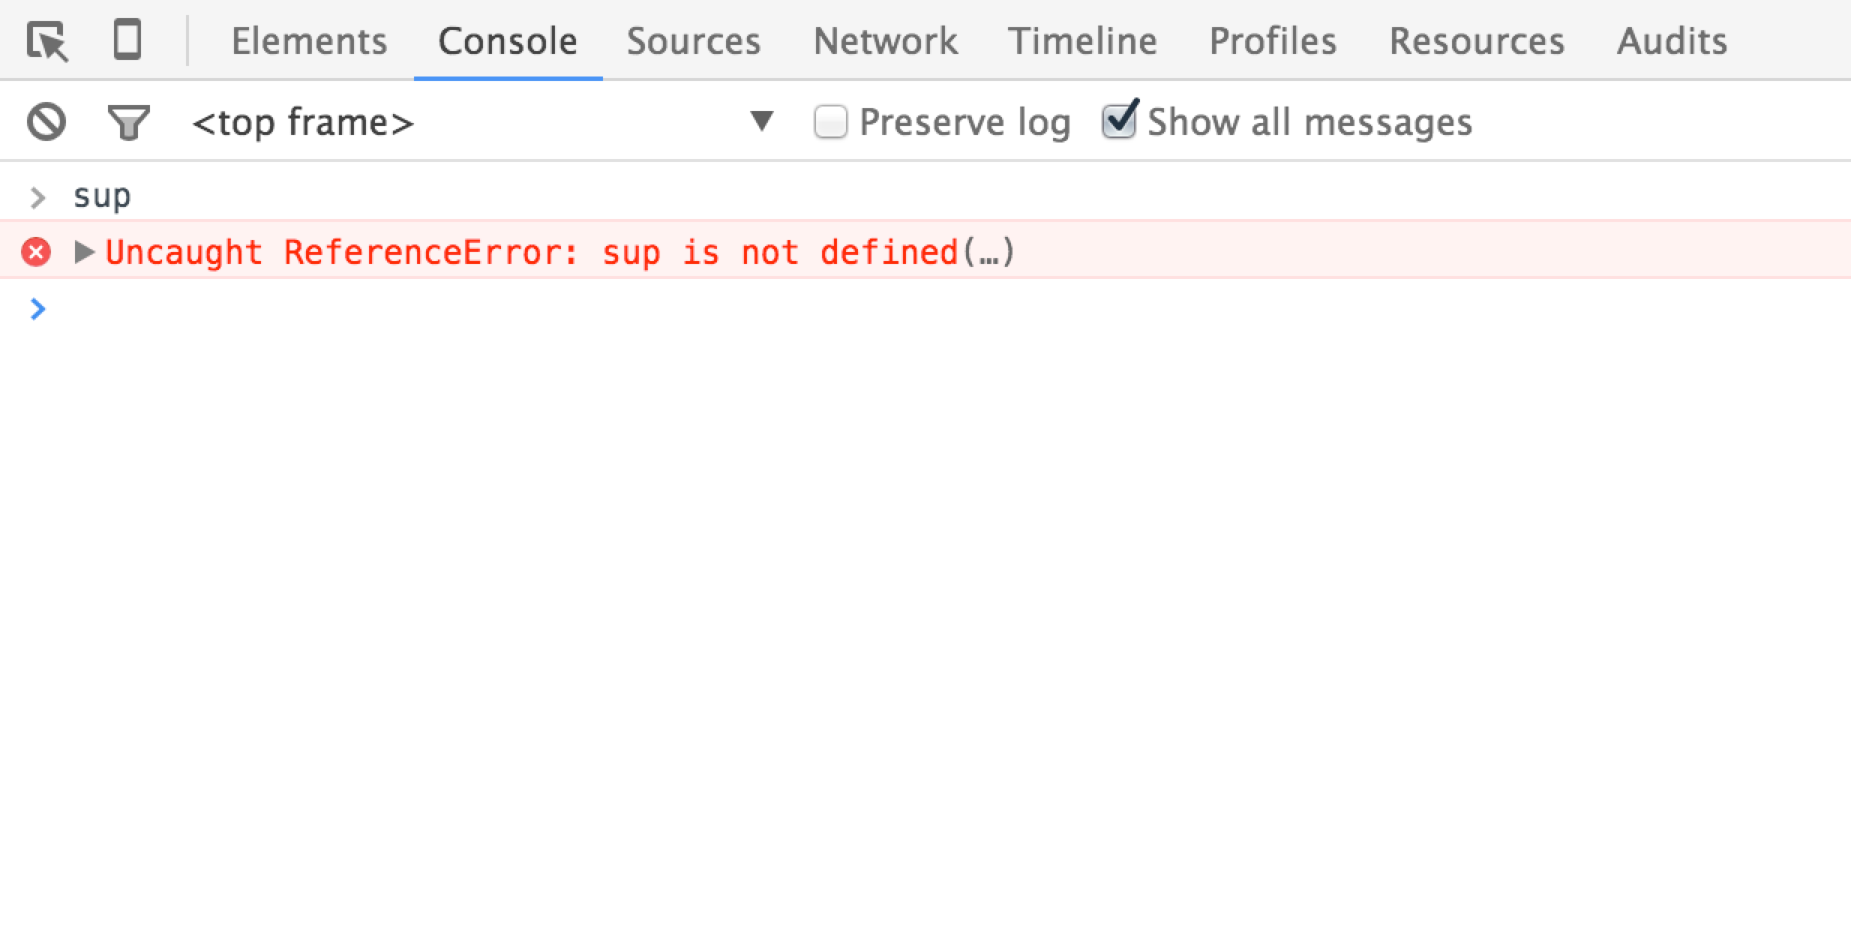 Elements Console Sources Network Timeline Profiles Resources Audits
<top frame> ▼ Preserve log Show all messages
> sup
▶ Uncaught ReferenceError: sup is not defined(…)
>